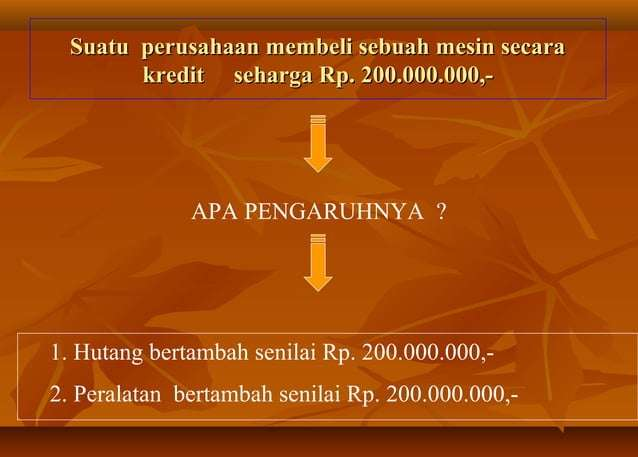 Suatu perusahaan membeli sebuah mesin secara
kredit seharga Rp. 200.000.000,-
APA PENGARUHNYA ?
1. Hutang bertambah senilai Rp. 200.000.000,-
2. Peralatan bertambah senilai Rp. 200.000.000,-